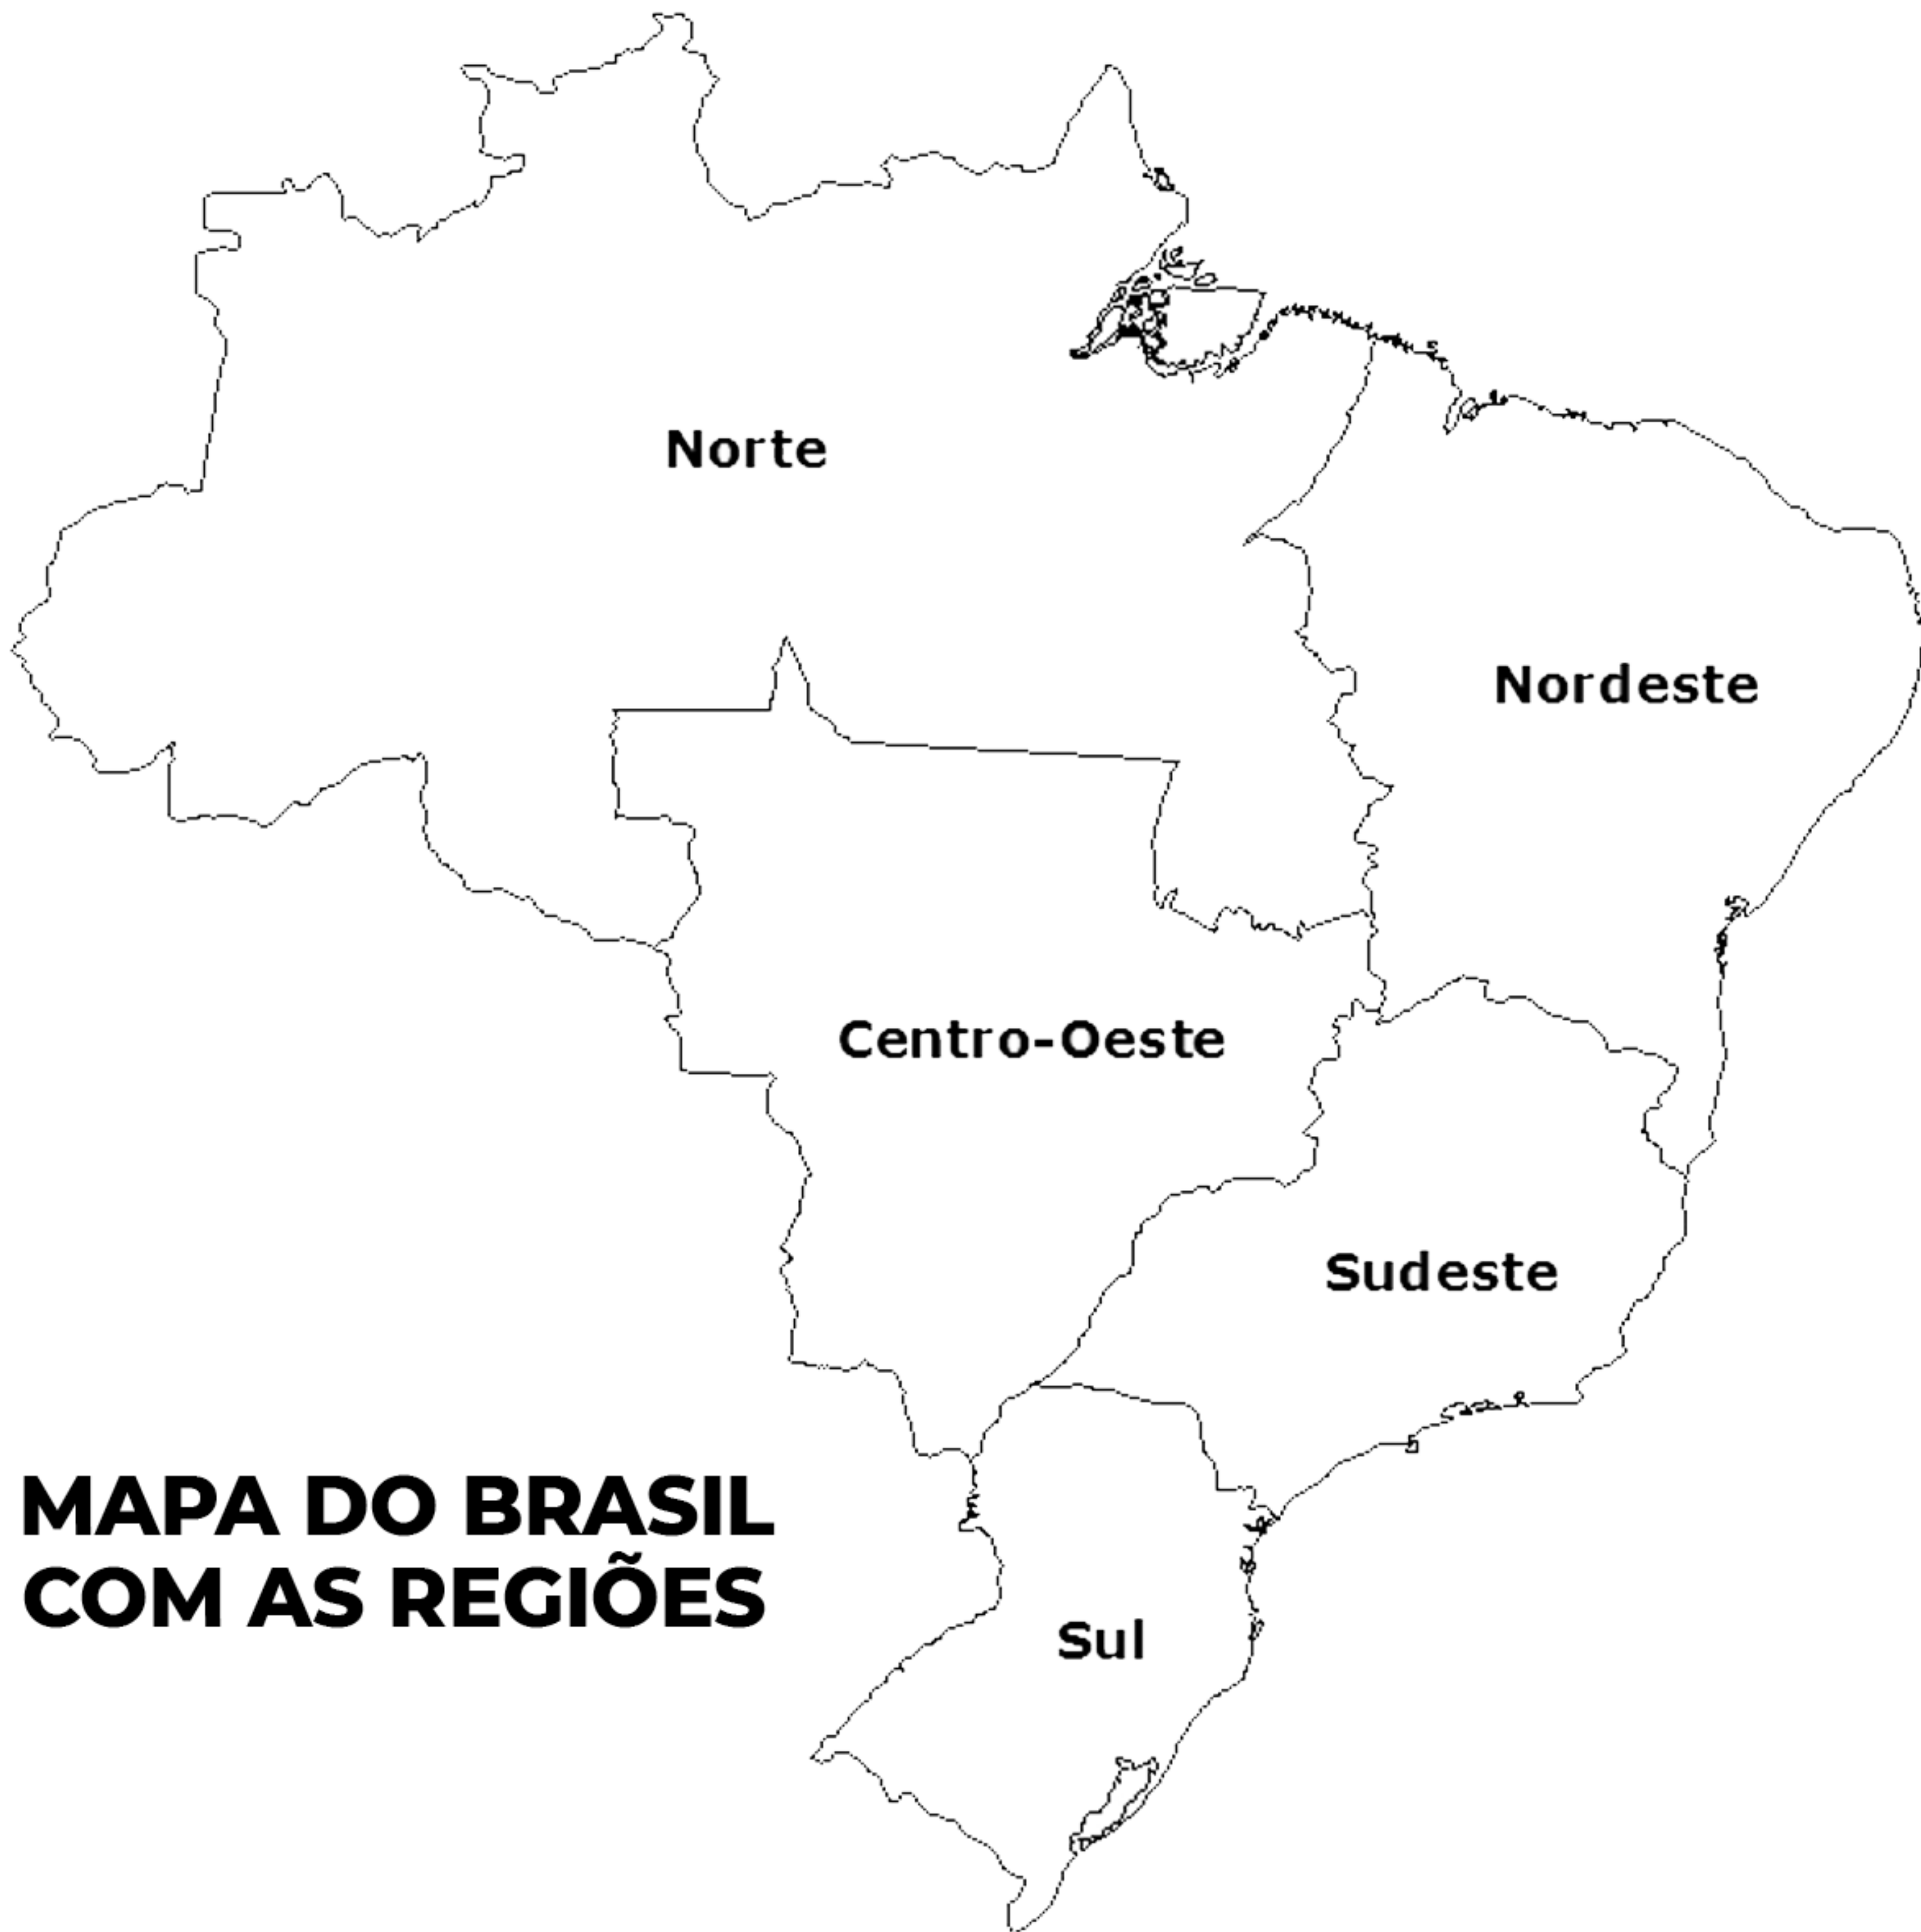 Norte
Nordeste
Centro-Oeste
Sudeste
MAPA DO BRASIL
COM AS REGIÕES
Sul